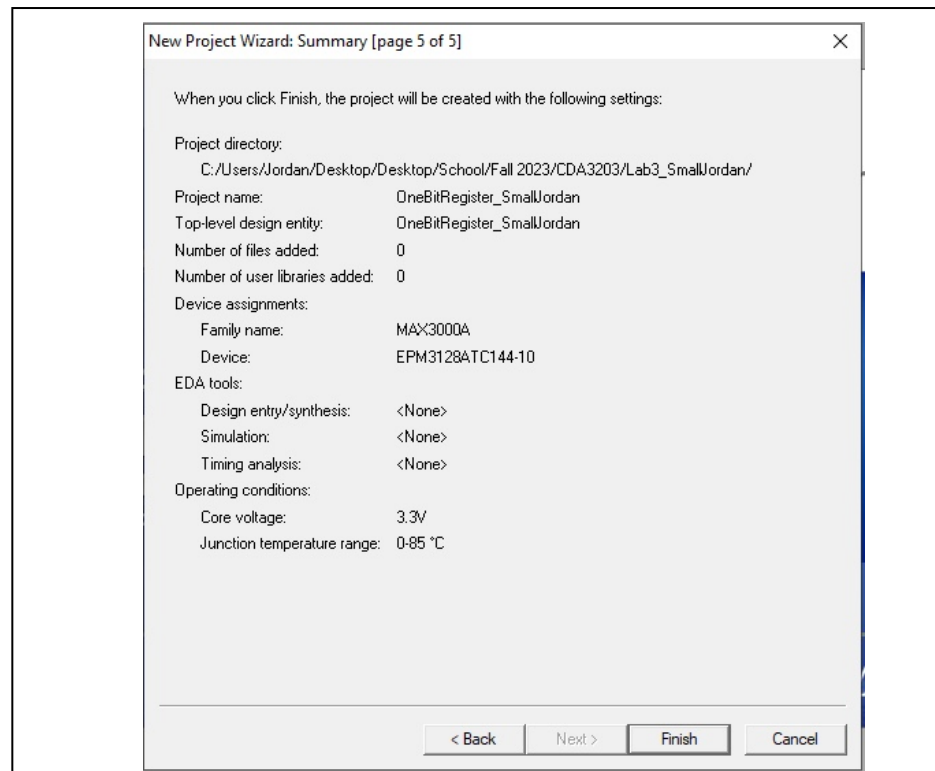 New Project Wizard: Summary [page 5 of 5]
When you click Finish, the project will be created with the following settings:
Project directory:
C:/Users/Jordan/Desktop/Desktop/School/Fall 2023/CDA3203/Lab3_SmallJordan/
Project name: OneBitRegister_SmallJordan
Top-level design entity: OneBitRegister_SmallJordan
Number of files added: 0
Number of user libraries added: 0
Device assignments:
Family name: MAX3000A
Device: EPM3128ATC144-10
EDA tools:
Design entry/synthesis: <None>
Simulation: <None>
Timing analysis: <None>
Operating conditions:
Core voltage: 3.3V
Junction temperature range: 0-85 °C
< Back Next > Finish Cancel